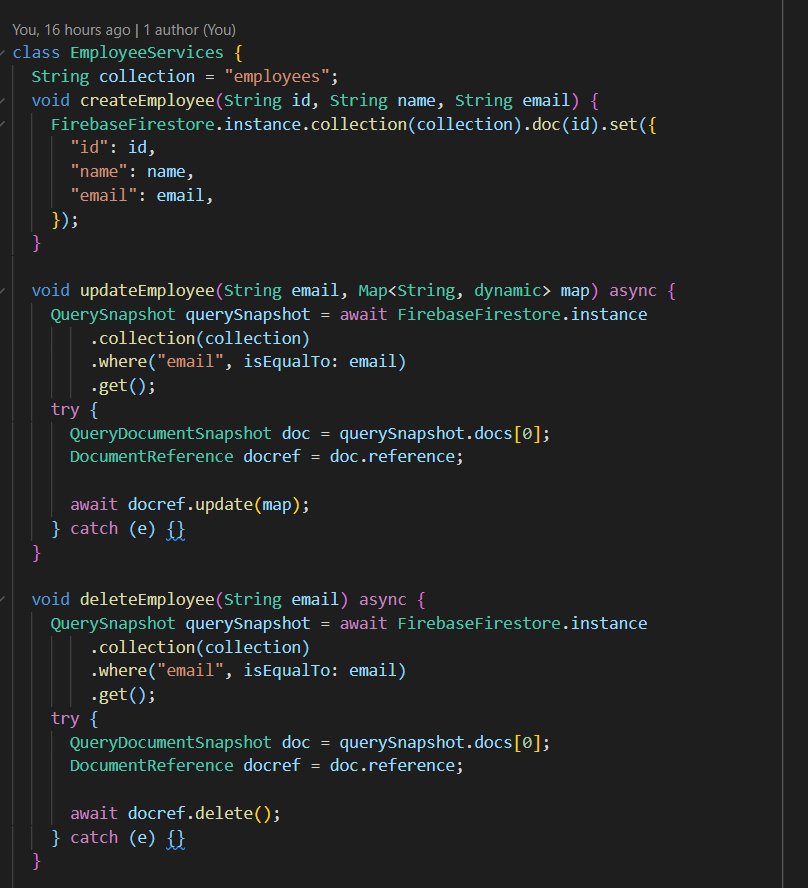 You, 16 hours ago | 1 author (You)
class EmployeeServices {
  String collection = "employees";
  void createEmployee(String id, String name, String email) {
    FirebaseFirestore.instance.collection(collection).doc(id).set({
      "id": id,
      "name": name,
      "email": email,
    });
  }

  void updateEmployee(String email, Map<String, dynamic> map) async {
    QuerySnapshot querySnapshot = await FirebaseFirestore.instance
        .collection(collection)
        .where("email", isEqualTo: email)
        .get();
    try {
      QueryDocumentSnapshot doc = querySnapshot.docs[0];
      DocumentReference docref = doc.reference;

      await docref.update(map);
    } catch (e) {}
  }

  void deleteEmployee(String email) async {
    QuerySnapshot querySnapshot = await FirebaseFirestore.instance
        .collection(collection)
        .where("email", isEqualTo: email)
        .get();
    try {
      QueryDocumentSnapshot doc = querySnapshot.docs[0];
      DocumentReference docref = doc.reference;

      await docref.delete();
    } catch (e) {}
  }